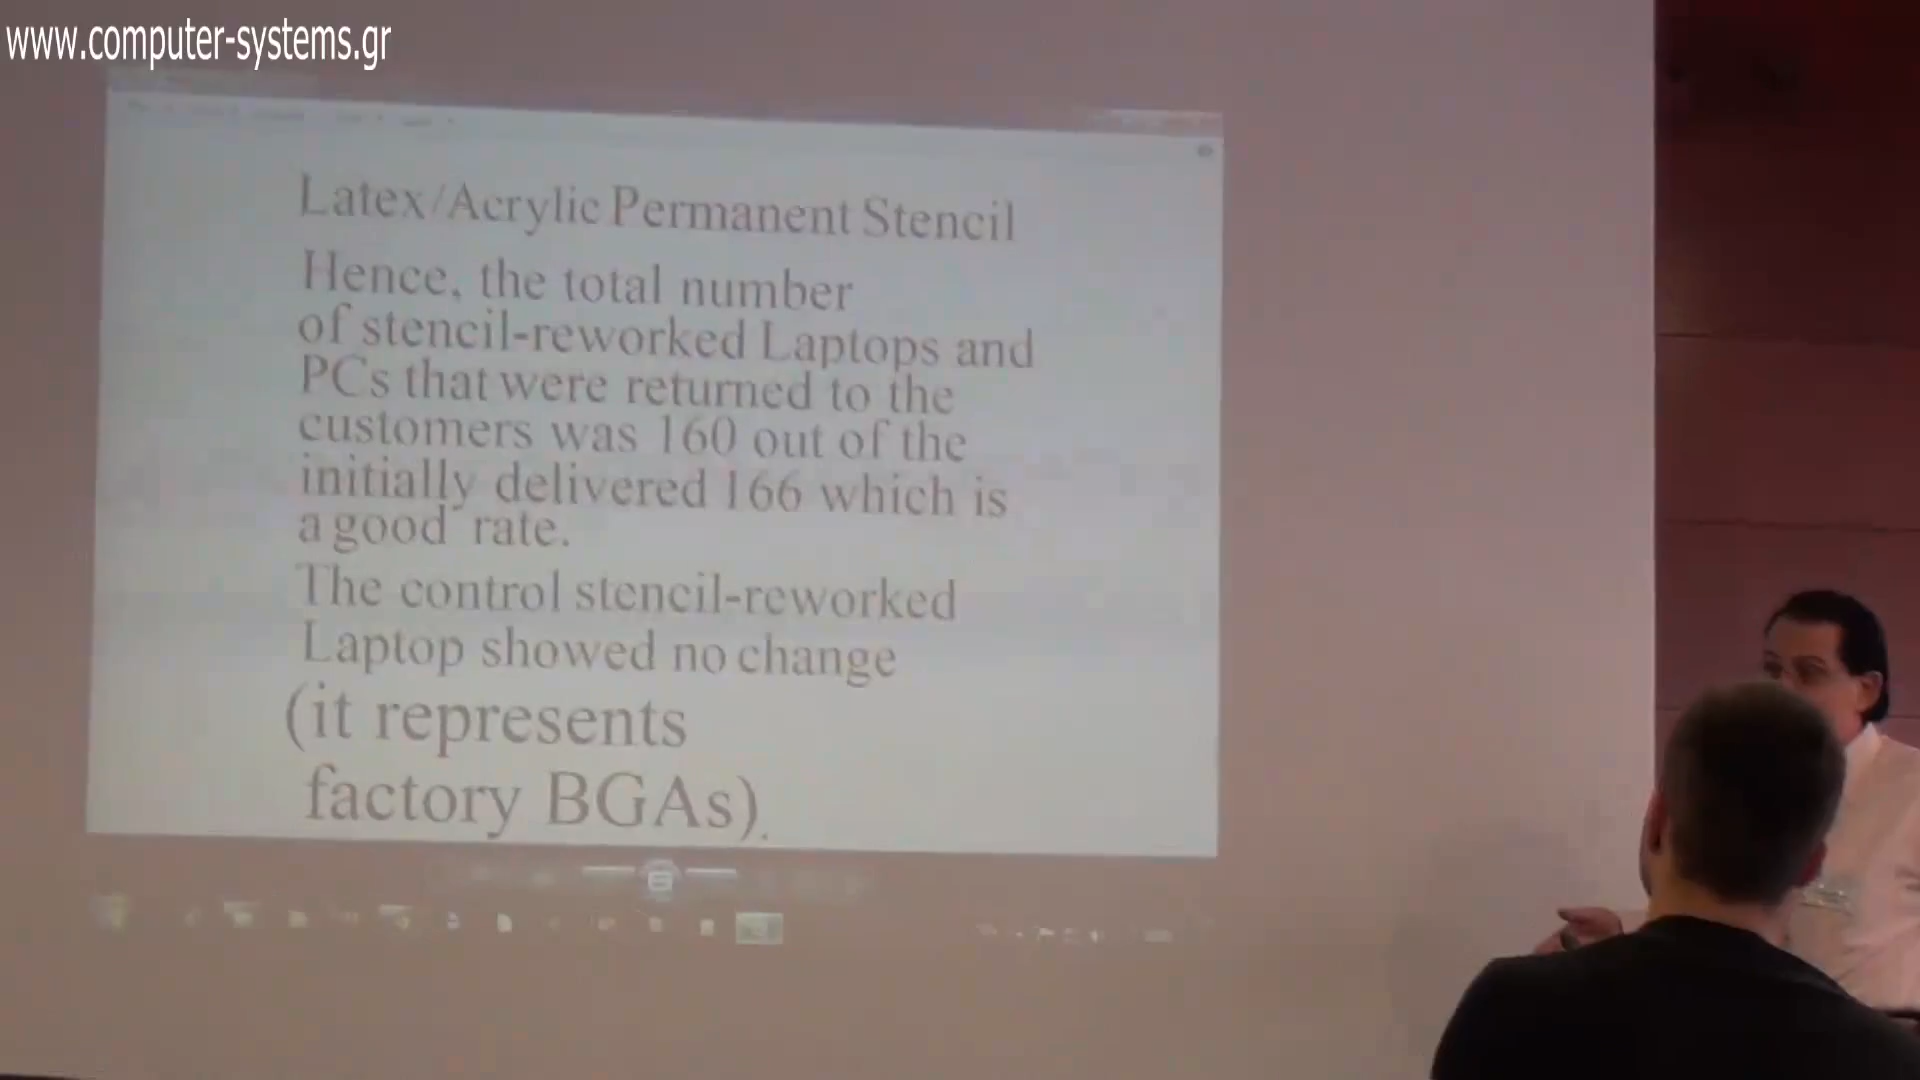 www.computer-systems.gr
Latex/Acrylic Permanent Stencil
Hence, the total number
of stencil-reworked Laptops and
PCs that were returned to the
customers was 160 out of the
initially delivered 166 which is
a good rate.
The control stencil-reworked
Laptop showed no change
(it represents
factory BGAs).